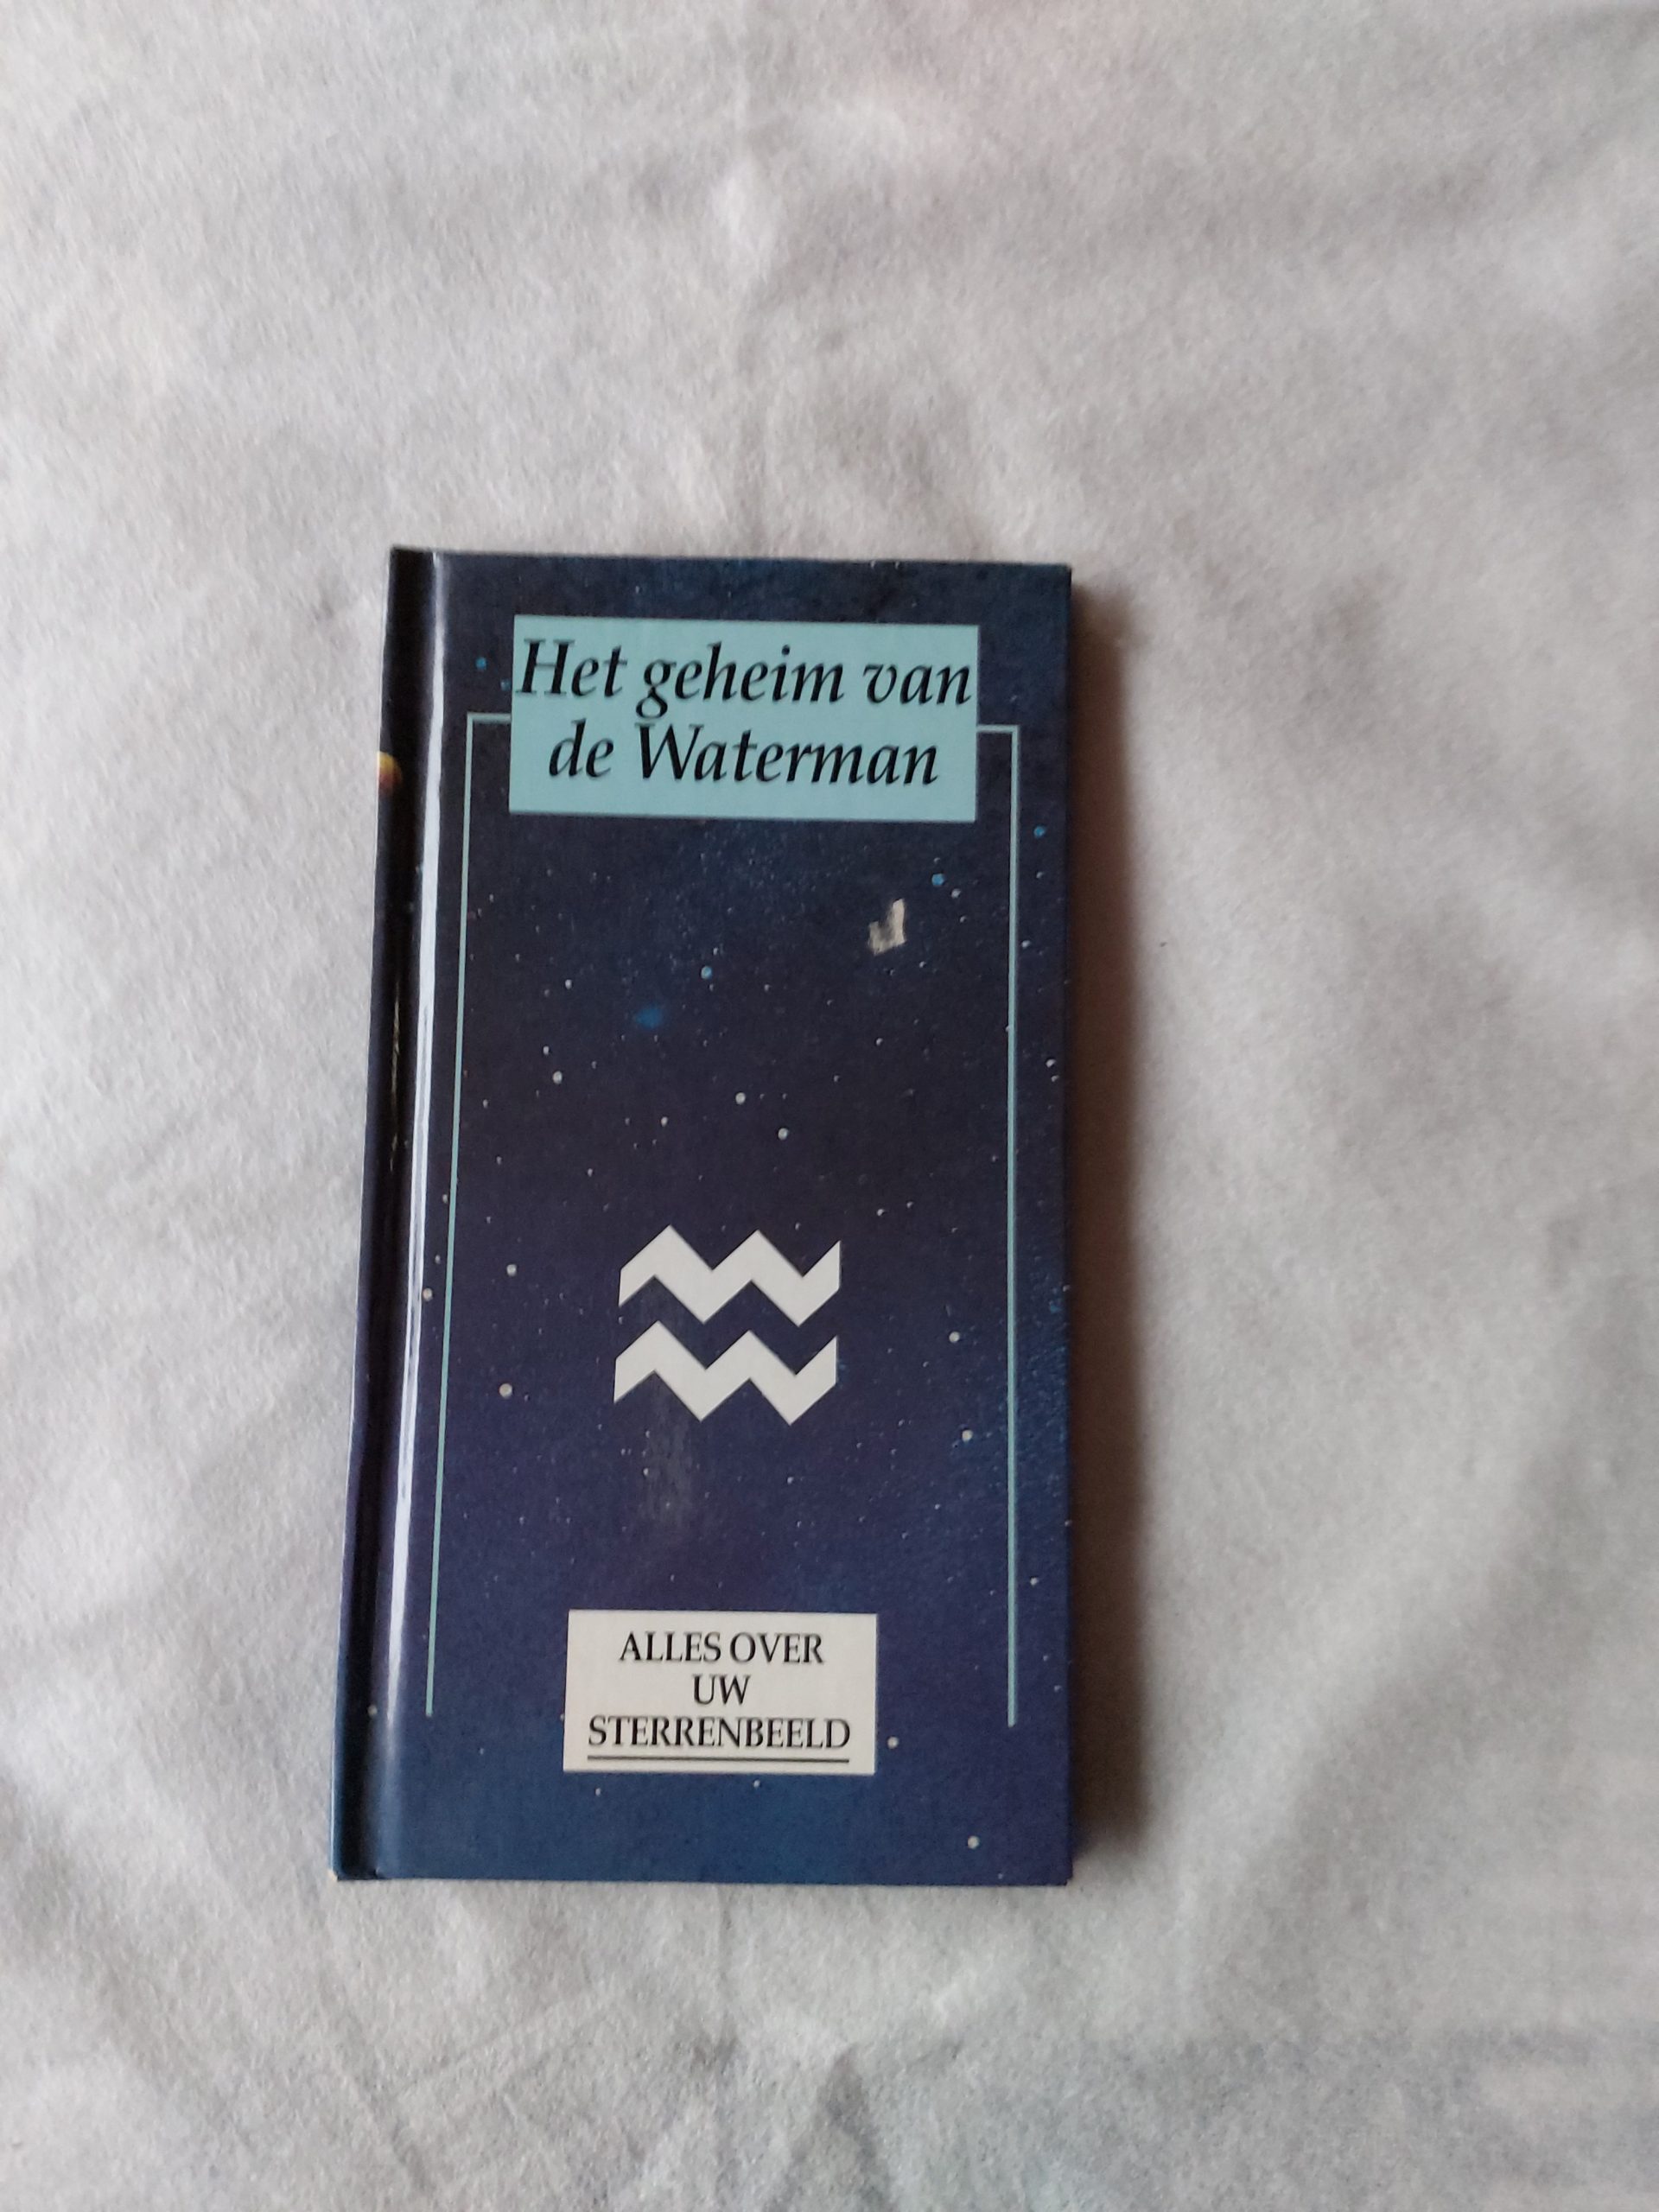 Het geheim van
de Waterman
ALLES OVER
UW
STERRENBEELD